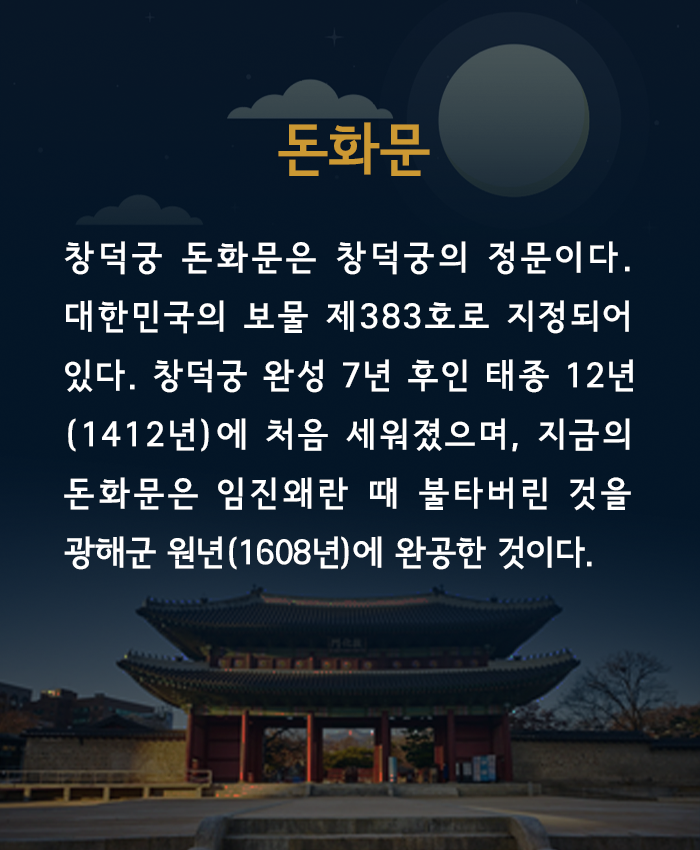 돈화문
창덕궁 돈화문은 창덕궁의 정문이다.
대한민국의 보물 제383호로 지정되어
있다. 창덕궁 완성 7년 후인 태종 12년
(1412년)에 처음 세워졌으며, 지금의
돈화문은 임진왜란 때 불타버린 것을
광해군 원년(1608년)에 완공한 것이다.